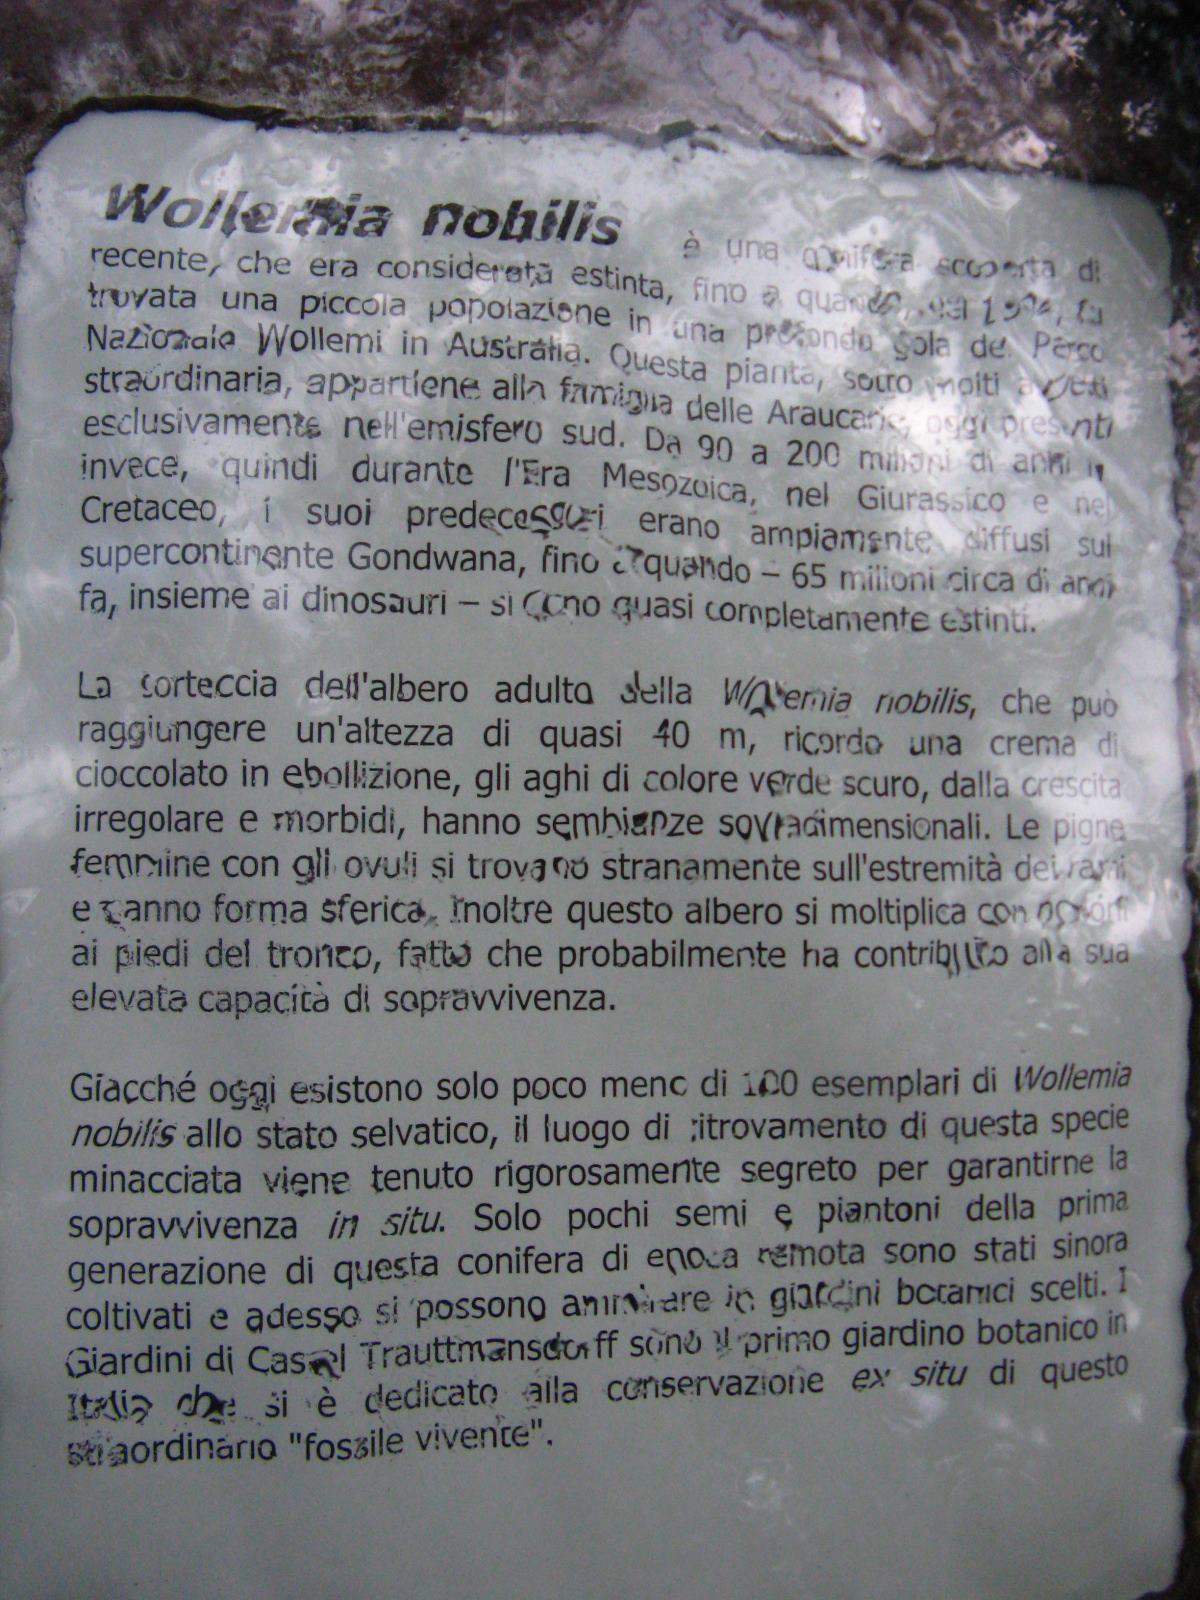 Wollemia nobilis è una conifera scoperta di
recente, che era considerata estinta, fino a quando, nel 1994, fu
trovata una piccola popolazione in una profonda gola del Parco
Nazionale Wollemi in Australia. Questa pianta, sotto molti aspetti
straordinaria, appartiene alla famiglia delle Araucarie, oggi presenti
esclusivamente nell'emisfero sud. Da 90 a 200 milioni di anni fa
invece, quindi durante l'Era Mesozoica, nel Giurassico e nel
Cretaceo, i suoi predecessori erano ampiamente diffusi sul
supercontinente Gondwana, fino a quando – 65 milioni circa di anni
fa, insieme ai dinosauri – si sono quasi completamente estinti.
La corteccia dell'albero adulto della Wollemia nobilis, che può
raggiungere un'altezza di quasi 40 m, ricorda una crema di
cioccolato in ebollizione, gli aghi di colore verde scuro, dalla crescita
irregolare e morbidi, hanno sembianze sovradimensionali. Le pigne
femmine con gli ovuli si trovano stranamente sull'estremità dei rami
e hanno forma sferica. Inoltre questo albero si moltiplica con
ai piedi del tronco, fatto che probabilmente ha contribuito alla sua
elevata capacità di sopravvivenza.
Giacché oggi esistono solo poco meno di 100 esemplari di Wollemia
nobilis allo stato selvatico, il luogo di ritrovamento di questa specie
minacciata viene tenuto rigorosamente segreto per garantirne la
sopravvivenza in situ. Solo pochi semi e piantoni della prima
generazione di questa conifera di epoca remota sono stati sinora
coltivati e adesso si possono ammirare in giardini botanici scelti. I
Giardini di Castel Trauttmansdorff sono il primo giardino botanico in
Italia che si è dedicato alla conservazione ex situ di questo
straordinario "fossile vivente".